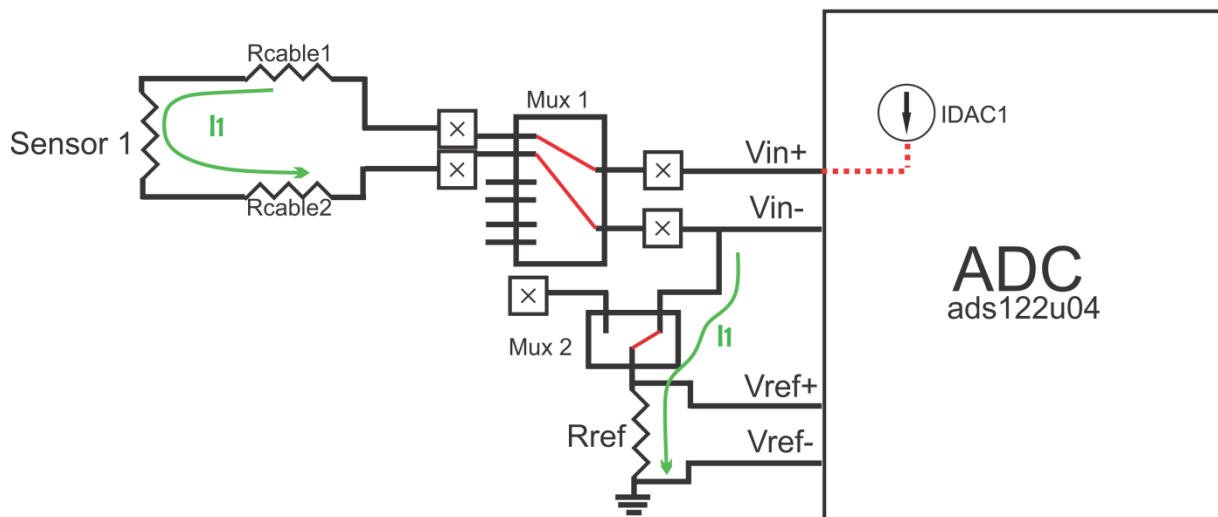 Rcable1
Mux 1
IDAC1
I1
Sensor 1
Vin+
Rcable2
Vin-
ADC
ads122u04
Mux 2
I1
Vref+
Rref
Vref-